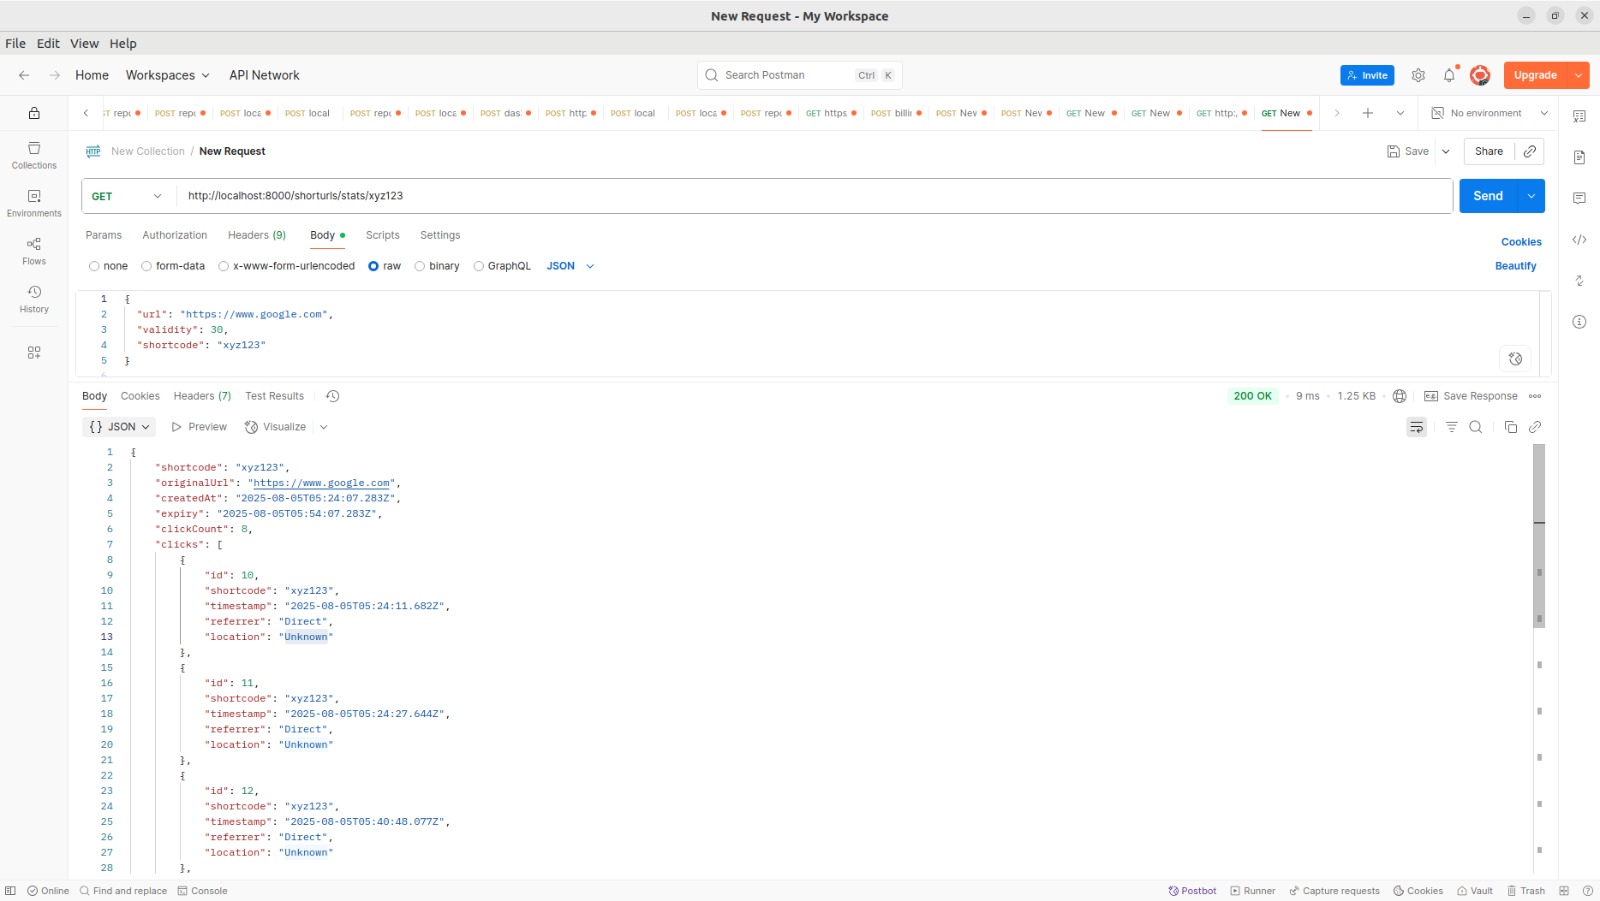 New Request - My Workspace
File Edit View Help
Home Workspaces API Network
Search Postman Ctrl K
Invite Upgrade
POST repo POST loca POST local POST repo POST loca POST das POST http POST local POST loca POST repo GET https POST billi POST Nev POST Nev GET New GET New GET http:, GET New No environment
New Collection / New Request
Save Share
GET http://localhost:8000/shorturls/stats/xyz123 Send
Params Authorization Headers (9) Body Scripts Settings Cookies
none form-data x-www-form-urlencoded raw binary GraphQL JSON Beautify
Collections
Environments
Flows
History
1 {
2 "url": "https://www.google.com",
3 "validity": 30,
4 "shortcode": "xyz123"
5 }
Body Cookies Headers (7) Test Results 200 OK 9 ms 1.25 KB Save Response
{} JSON Preview Visualize
1 {
2 "shortcode": "xyz123",
3 "originalUrl": "https://www.google.com",
4 "createdAt": "2025-08-05T05:24:07.283Z",
5 "expiry": "2025-08-05T05:54:07.283Z",
6 "clickCount": 8,
7 "clicks": [
8 {
9 "id": 10,
10 "shortcode": "xyz123",
11 "timestamp": "2025-08-05T05:24:11.682Z",
12 "referrer": "Direct",
13 "location": "Unknown"
14 },
15 {
16 "id": 11,
17 "shortcode": "xyz123",
18 "timestamp": "2025-08-05T05:24:27.644Z",
19 "referrer": "Direct",
20 "location": "Unknown"
21 },
22 {
23 "id": 12,
24 "shortcode": "xyz123",
25 "timestamp": "2025-08-05T05:40:48.077Z",
26 "referrer": "Direct",
27 "location": "Unknown"
28 },
Online Find and replace Console Postbot Runner Capture requests Cookies Vault Trash